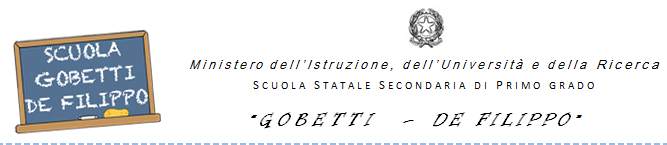 SCUOLA
GOBETTI
DE FILIPPO
Ministero dell'Istruzione, dell'Università e della Ricerca
SCUOLA STATALE SECONDARIA DI PRIMO GRADO
"GOBETTI – DE FILIPPO"